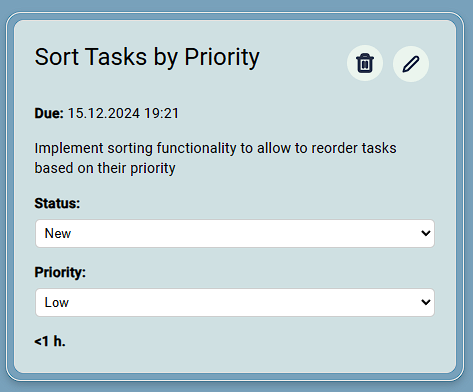 Sort Tasks by Priority
Due: 15.12.2024 19:21
Implement sorting functionality to allow to reorder tasks
based on their priority
Status:
New
Priority:
Low
<1 h.